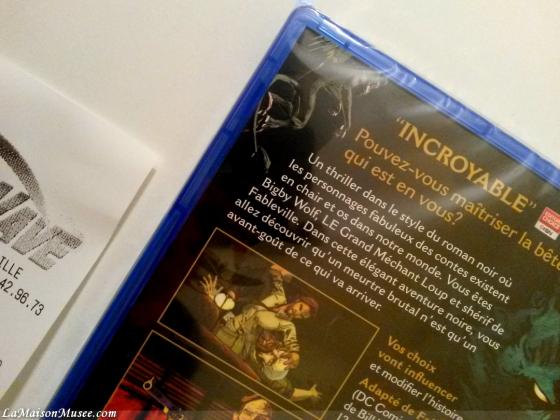 "INCROYABLE"
Pouvez-vous maîtriser la bête
qui est en vous?
Un thriller dans le style du roman noir où
les personnages fabuleux des contes existent
en chair et os dans notre monde. Vous êtes
Bigby Wolf, LE Grand Méchant Loup et shérif de
Fableville. Dans cette élégant aventure noire, vous
allez découvrir qu'un meurtre brutal n'est qu'un
avant-goût de ce qui va arriver.
Vos choix
vont influencer
et modifier l'histoire
Adapté de
(DC Com
de Bill
ILLE
42.96.73
LaMaisonMusee.com